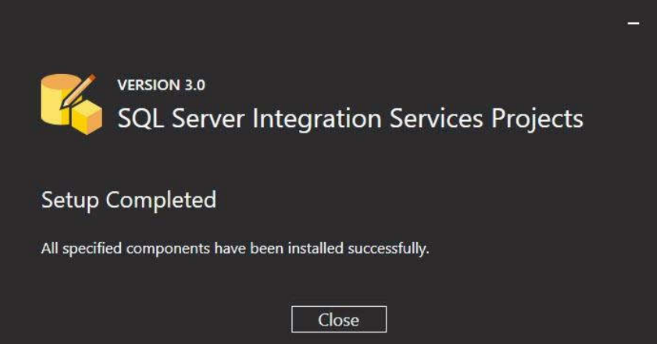 VERSION 3.0
SQL Server Integration Services Projects
Setup Completed
All specified components have been installed successfully.
Close